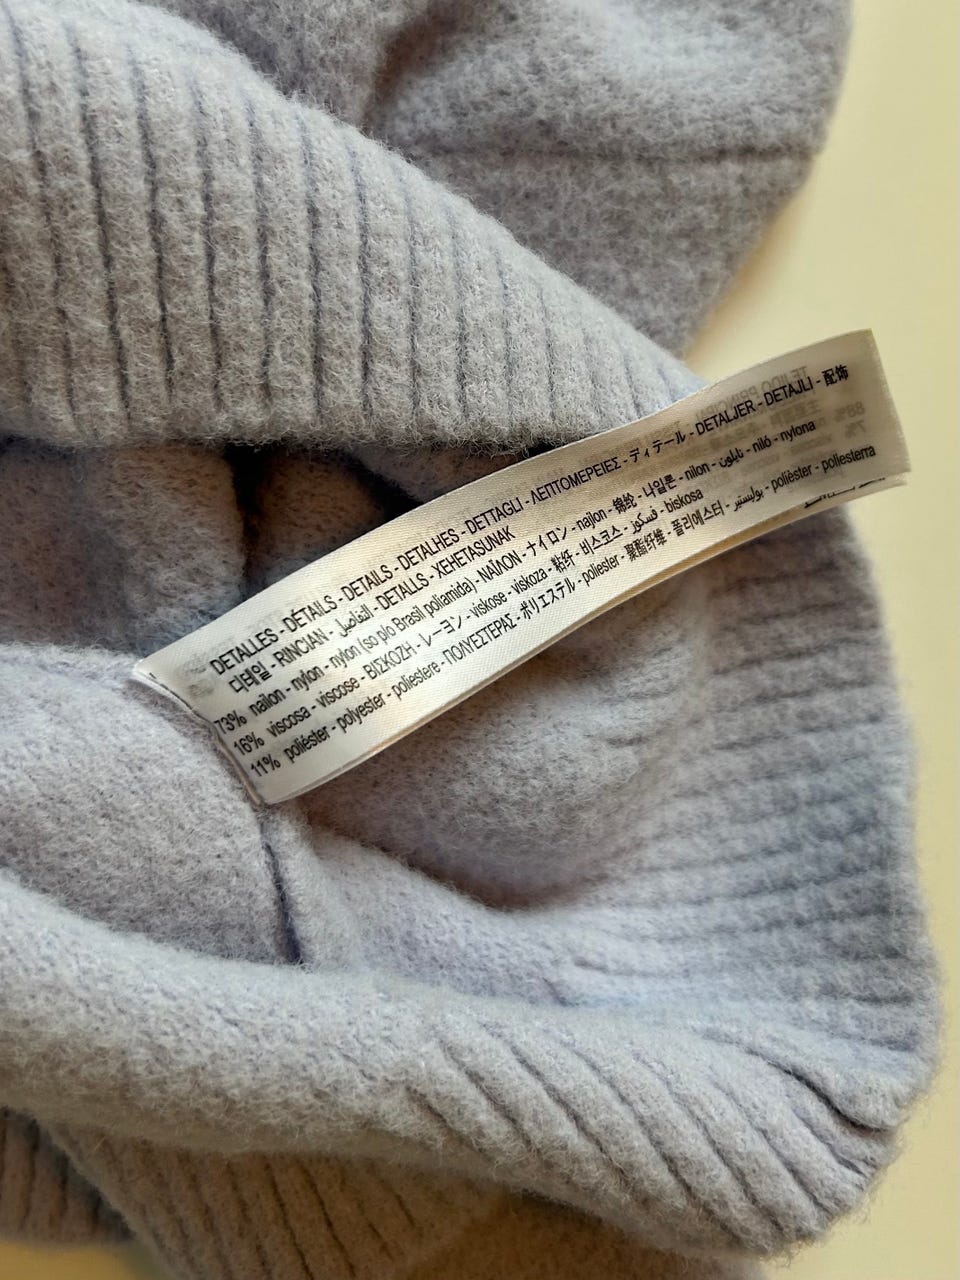 DETALLES - DÉTAILS - DETAILS - DETALHES - DETTAGLI - ΛΕΠΤΟΜΕΡΕΙΕΣ - ディテール - DETALJER - DETAJLI - 配饰
디테일 - RINCIAN - التفاصيل - DETALLS - XEHETASUNAK
73% nailon - nylon - nylon (so p/o Brasil poliamida) - ΝΑΪΛΟΝ - ナイロン - najlon - 锦纶 - 나일론 - nilon - نايلون - niló - nylona
16% viscosa - viscose - ΒΙΣΚΟΖΗ - レーヨン - viskose - viskoza - 粘纤 - 비스코스 - فسكوز - biskosa
11% poliéster - polyester - poliestere - ΠΟΛΥΕΣΤΕΡΑΣ - ポリエステル - poliester - 聚酯纤维 - 폴리에스터 - بوليستير - polièster - poliesterra